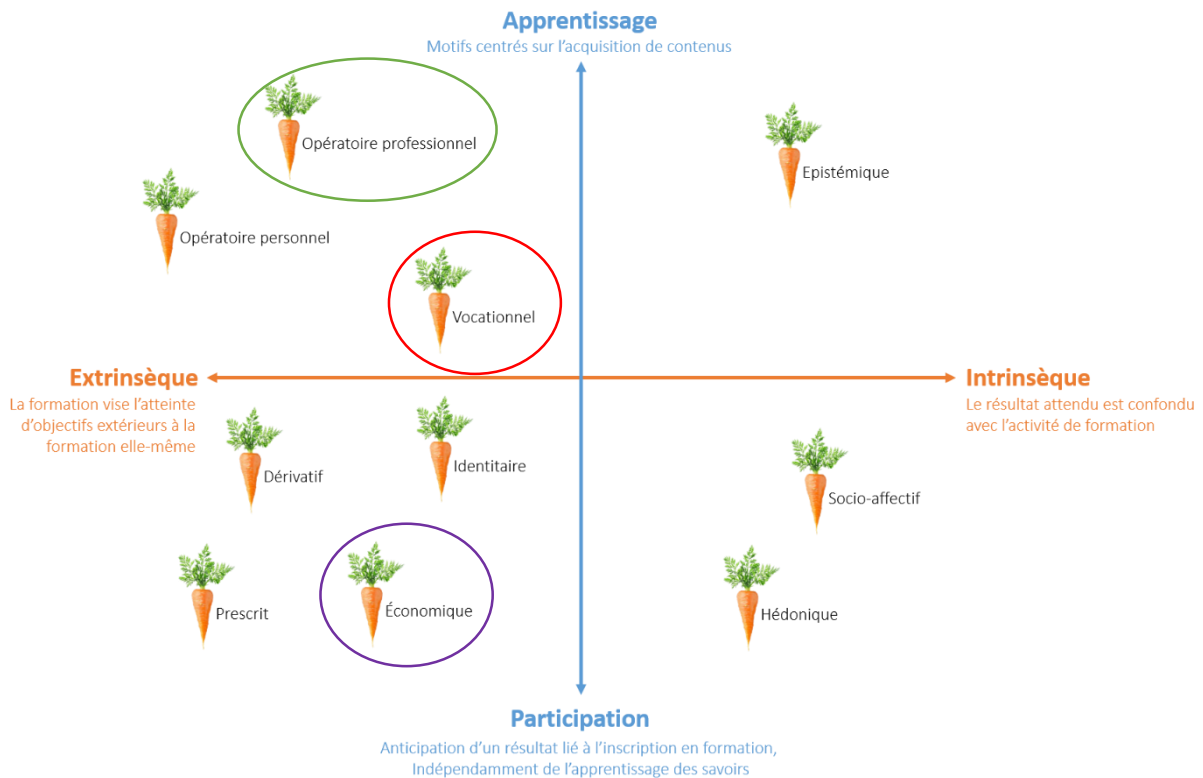 Apprentissage
Motifs centrés sur l'acquisition de contenus
Opératoire professionnel
Epistémique
Opératoire personnel
Vocationnel
Extrinsèque
La formation vise l'atteinte
d'objectifs extérieurs à la
formation elle-même
Intrinsèque
Le résultat attendu est confondu
avec l'activité de formation
Dérivatif
Identitaire
Socio-affectif
Prescrit
Économique
Hédonique
Participation
Anticipation d'un résultat lié à l'inscription en formation,
Indépendamment de l'apprentissage des savoirs